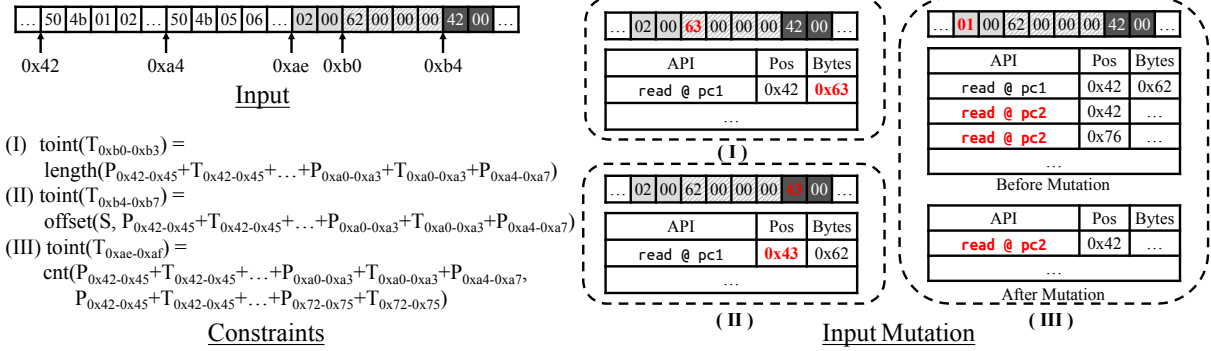 … 50 4b 01 02 … 50 4b 05 06 … 02 00 62 00 00 00 42 00 …
0x42 0xa4 0xae 0xb0 0xb4
Input
(I) toint(T0xb0-0xb3) =
length(P0x42-0x45+T0x42-0x45+…+P0xa0-0xa3+T0xa0-0xa3+P0xa4-0xa7)
(II) toint(T0xb4-0xb7) =
offset(S, P0x42-0x45+T0x42-0x45+…+P0xa0-0xa3+T0xa0-0xa3+P0xa4-0xa7)
(III) toint(T0xae-0xaf) =
cnt(P0x42-0x45+T0x42-0x45+…+P0xa0-0xa3+T0xa0-0xa3+P0xa4-0xa7,
P0x42-0x45+T0x42-0x45+…+P0x72-0x75+T0x72-0x75)
Constraints
… 02 00 63 00 00 00 42 00 …
API Pos Bytes
read @ pc1 0x42 0x63
…
( I )
… 02 00 62 00 00 00 43 00 …
API Pos Bytes
read @ pc1 0x43 0x62
…
( II )
… 01 00 62 00 00 00 42 00 …
API Pos Bytes
read @ pc1 0x42 0x62
read @ pc2 0x42 …
read @ pc2 0x76 …
…
Before Mutation
API Pos Bytes
read @ pc2 0x42 …
…
After Mutation
( III )
Input Mutation